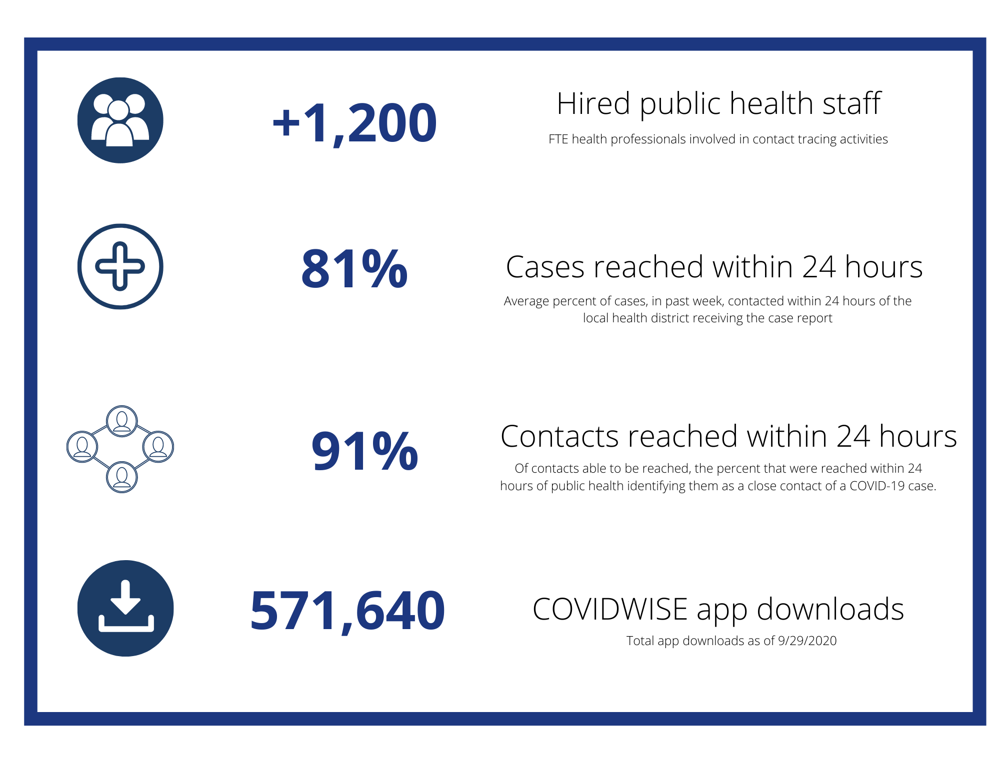 +1,200
Hired public health staff
FTE health professionals involved in contact tracing activities
81%
Cases reached within 24 hours
Average percent of cases, in past week, contacted within 24 hours of the
local health district receiving the case report
91%
Contacts reached within 24 hours
Of contacts able to be reached, the percent that were reached within 24
hours of public health identifying them as a close contact of a COVID-19 case.
571,640
COVIDWISE app downloads
Total app downloads as of 9/29/2020